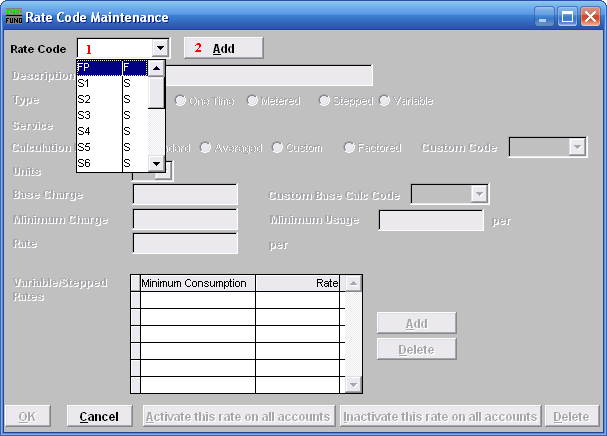 FUND Rate Code Maintenance
Rate Code 1 2 Add
FP F
S1 S
S2 S
S3 S
S4 S
S5 S
S6 S
Description
Type One Time Metered Stepped Variable
Service
Calculation Averaged Custom Factored Custom Code
Units
Base Charge Custom Base Calc Code
Minimum Charge Minimum Usage per
Rate per
Variable/Stepped
Rates
Minimum Consumption Rate
Add
Delete
OK Cancel Activate this rate on all accounts Inactivate this rate on all accounts Delete